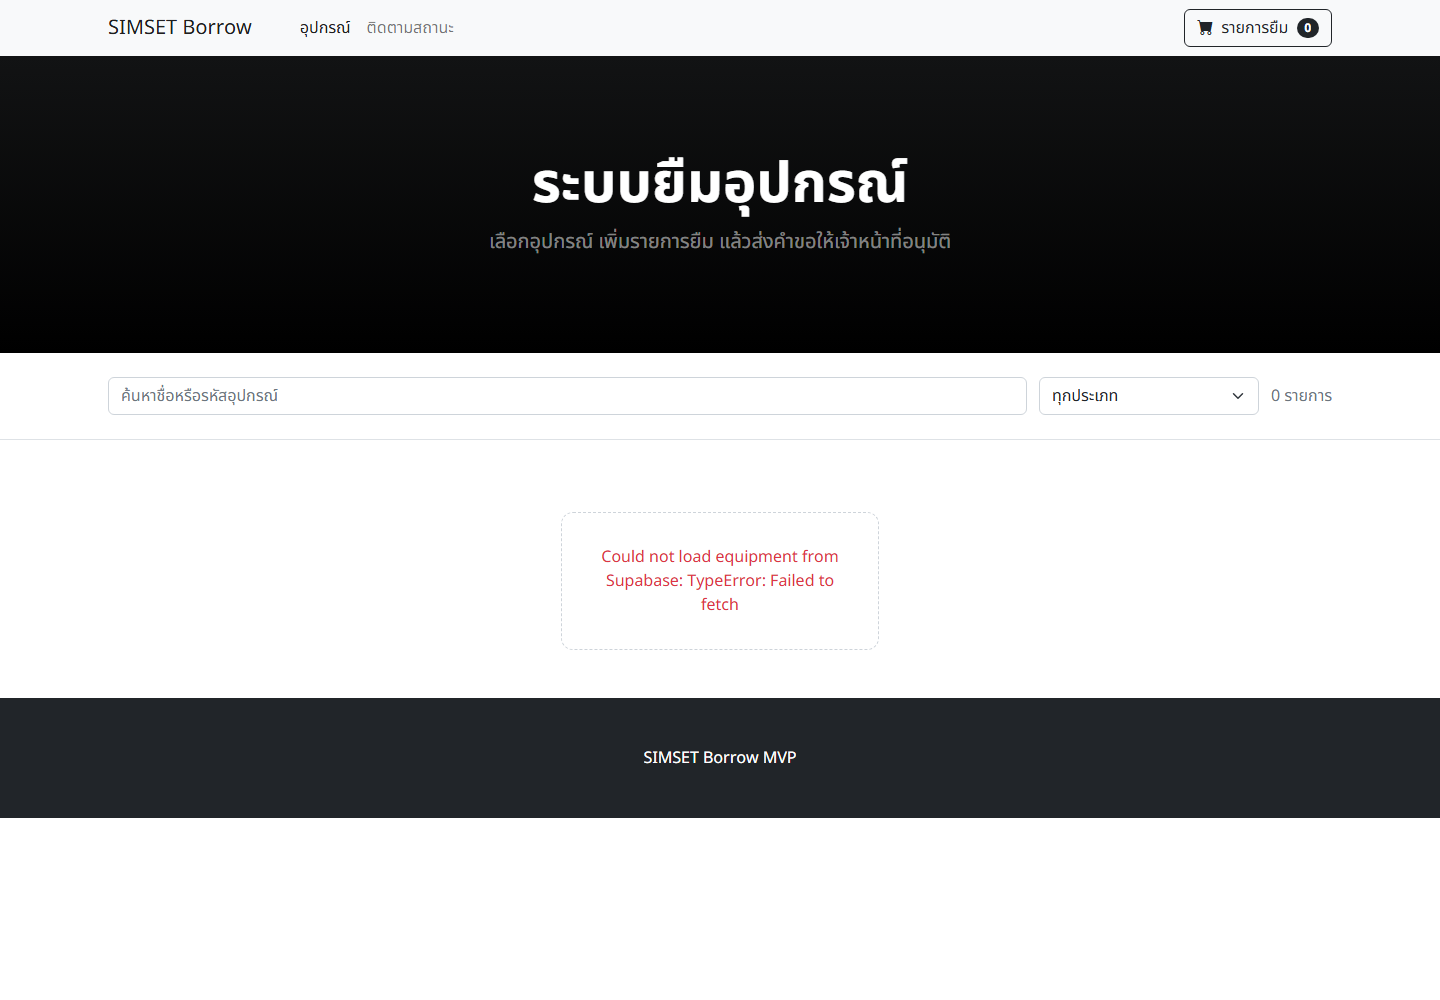 SIMSET Borrow
อุปกรณ์
ติดตามสถานะ
รายการยืม 0
ระบบยืมอุปกรณ์
เลือกอุปกรณ์ เพิ่มรายการยืม แล้วส่งคำขอให้เจ้าหน้าที่อนุมัติ
ค้นหาชื่อหรือรหัสอุปกรณ์
ทุกประเภท
0 รายการ
Could not load equipment from
Supabase: TypeError: Failed to
fetch
SIMSET Borrow MVP